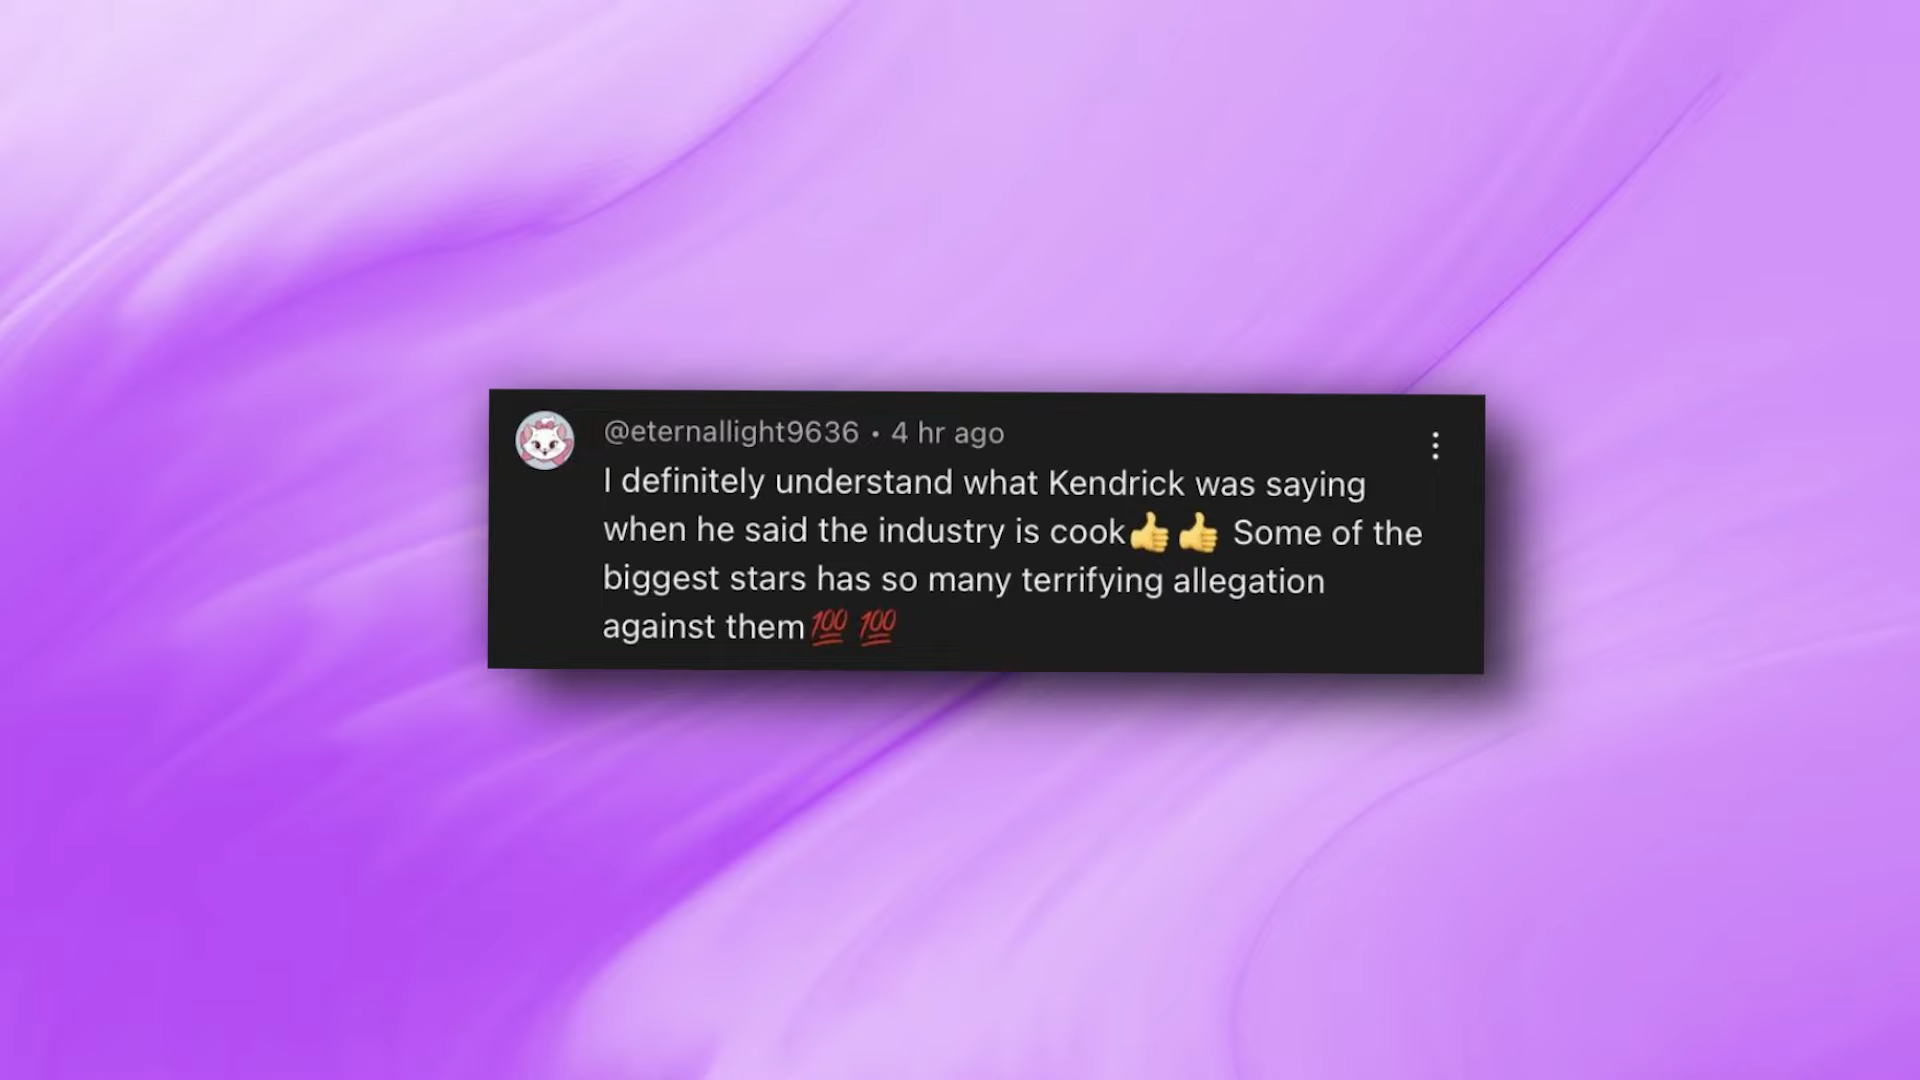 @eternallight9636 • 4 hr ago
I definitely understand what Kendrick was saying
when he said the industry is cook👍👍 Some of the
biggest stars has so many terrifying allegation
against them💯💯